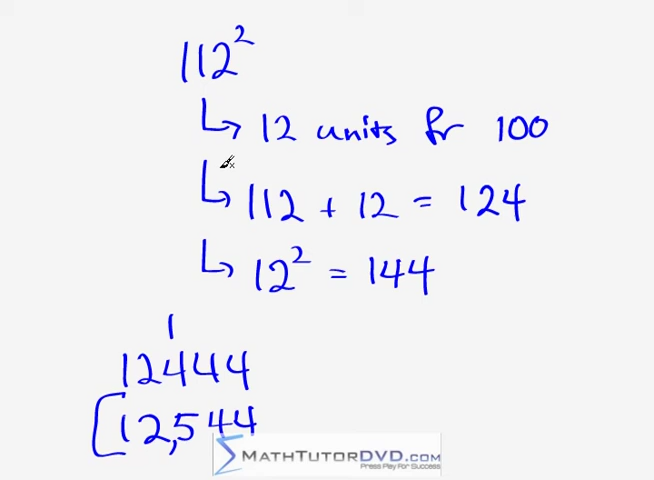 112²
12 units fr 100
112 + 12 = 124
12² = 144
1
12444
12,544
MATHTUTORDVD.COM
Press Play For Success